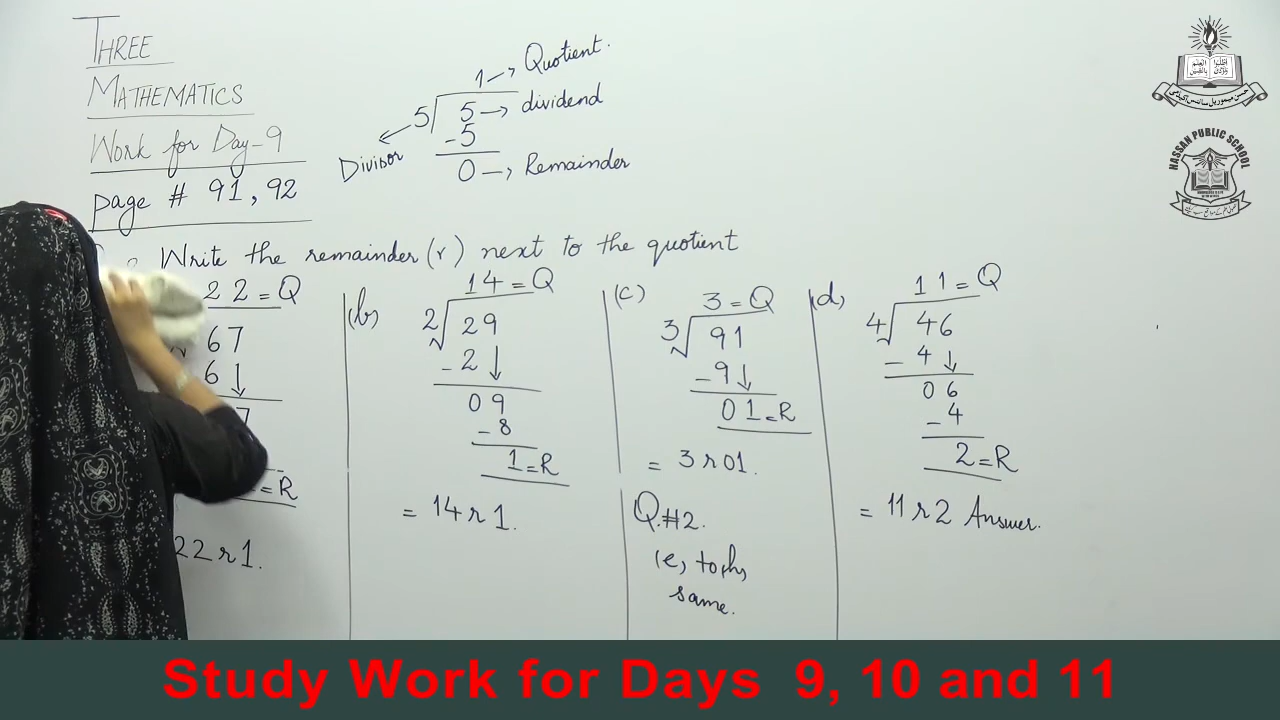 THREE
MATHEMATICS
Work for Day-9
page # 91, 92
1 → Quotient.
5 5 → dividend
Divisor
-5
0 → Remainder
Write the remainder (r) next to the quotient
22 = Q
67
6
7
= R
22 r 1.
(b)
14 = Q
2 29
-2
09
-8
1 = R
= 14 r 1.
(c)
3 = Q
3 91
-9
01 = R
= 3 r 01.
Q.#2.
same.
(d)
11 = Q
4 46
-4
06
-4
2 = R
= 11 r 2 Answer.
HASSAN PUBLIC SCHOOL
Study Work for Days 9, 10 and 11